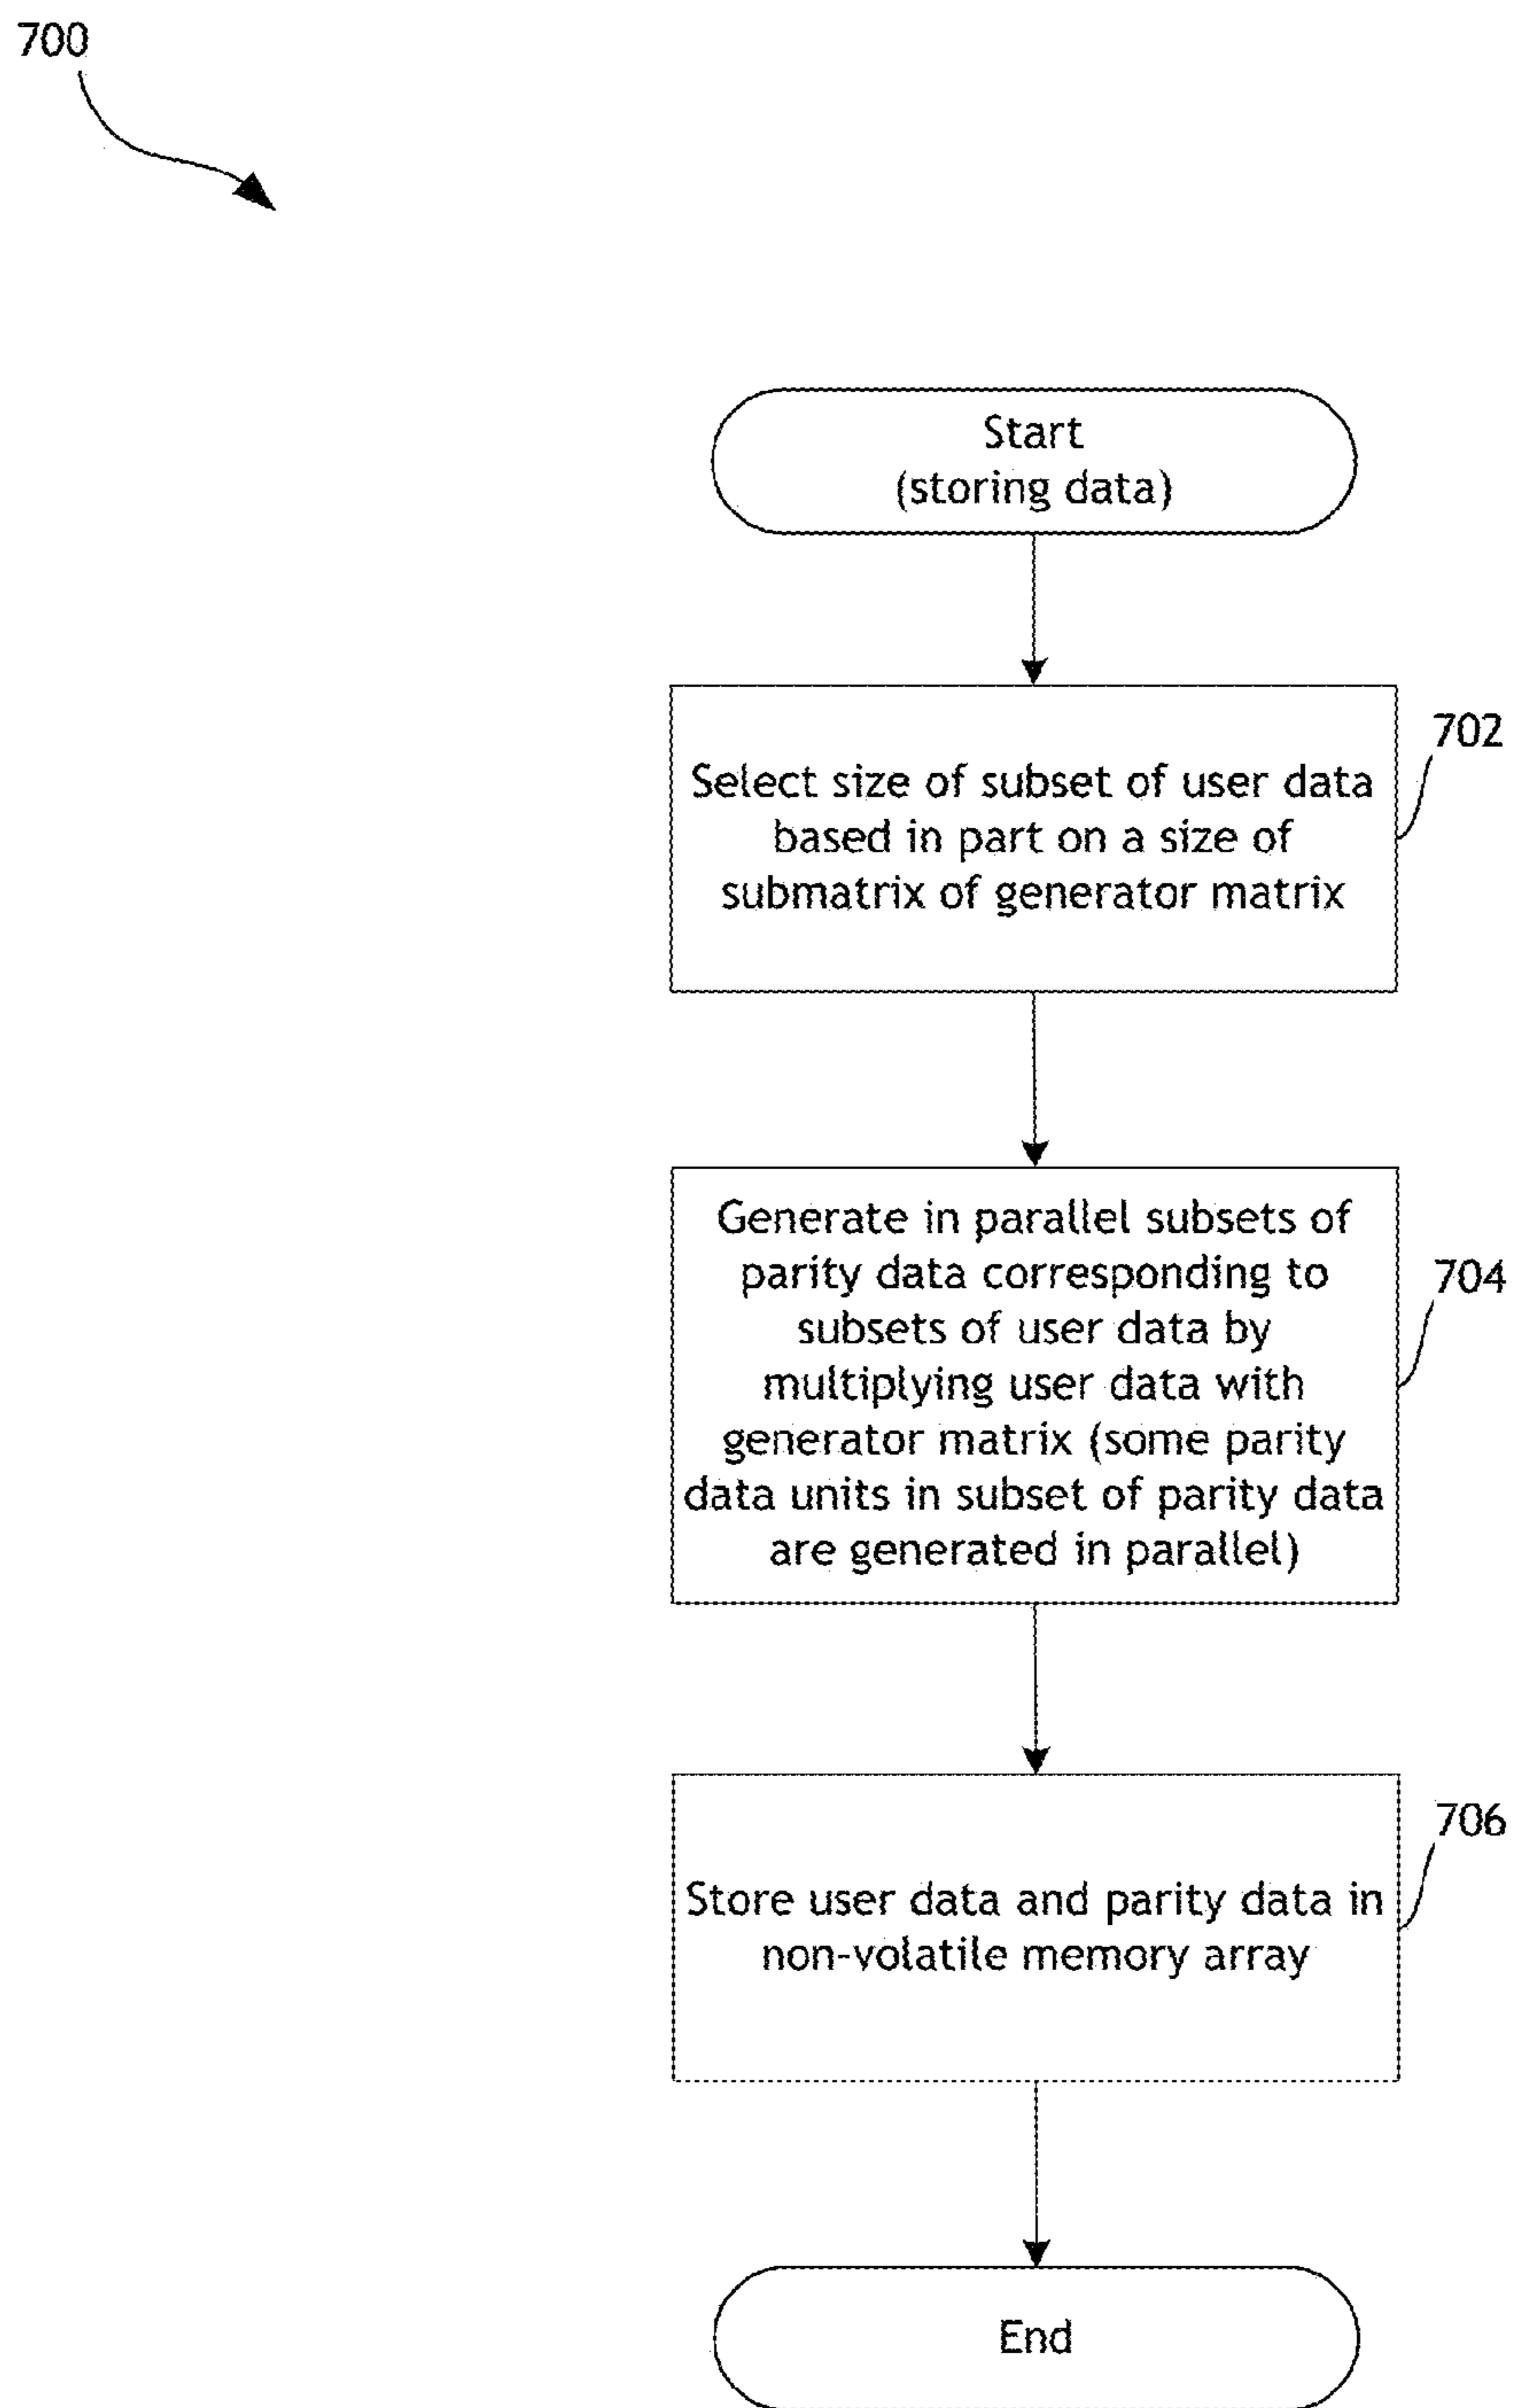 700
Start
(storing data)
702
Select size of subset of user data
based in part on a size of
submatrix of generator matrix
704
Generate in parallel subsets of
parity data corresponding to
subsets of user data by
multiplying user data with
generator matrix (some parity
data units in subset of parity data
are generated in parallel)
706
Store user data and parity data in
non-volatile memory array
End